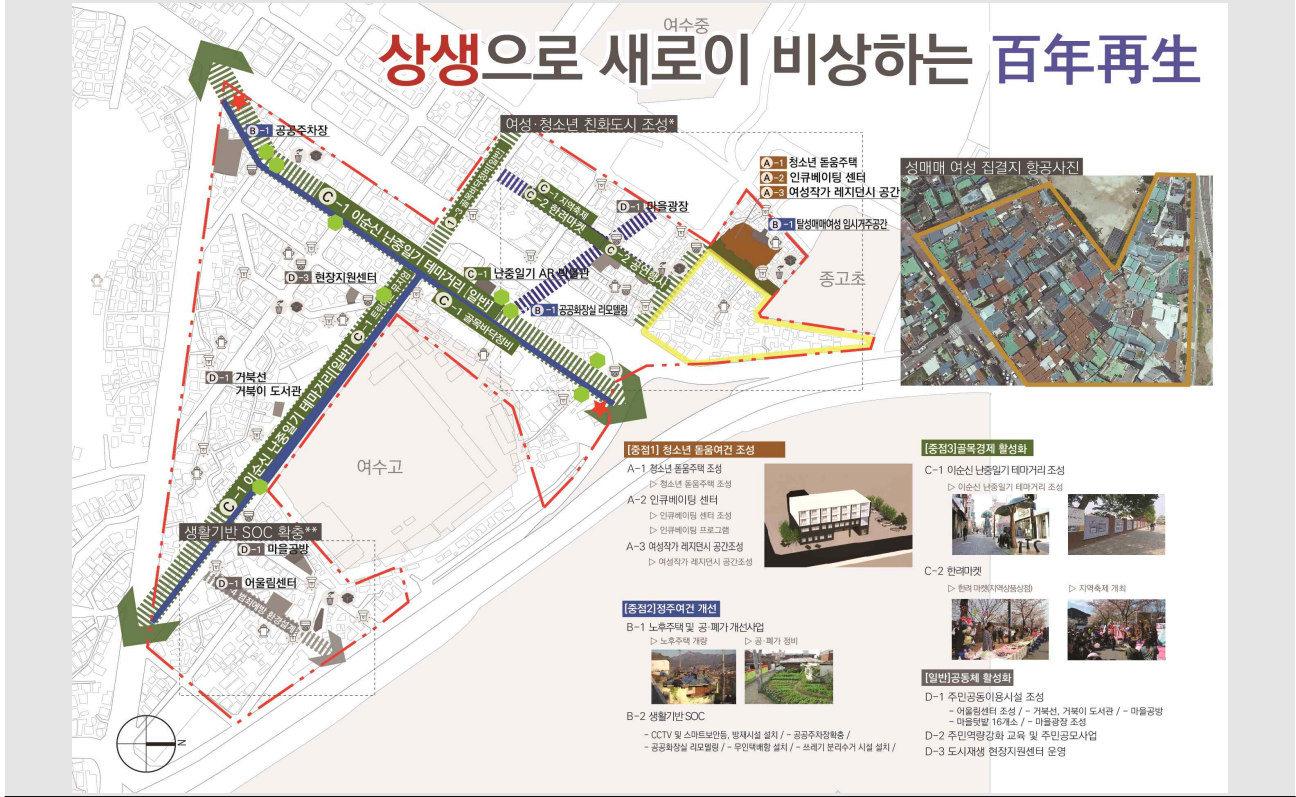 여수중
상생으로 새로이 비상하는 百年再生
여성·청소년 친화도시 조성*
B-1 공공주차장
A-1 청소년 돋움주택
A-2 인큐베이팅 센터
A-3 여성작가 레지던시 공간
성매매 여성 집결지 항공사진
C-1 이순신 난중일기 테마거리 [일반]
C-3 골목바닥정비[일반]
C-1 지역축제
C-2 한려마켓
D-1 마을광장
B-1 탈성매매여성 임시거주공간
C-2 공연행사
종고초
D-3 현장지원센터
C-1 난중일기 AR 박물관
B-1 공공화장실 리모델링
C-1 골목바닥정비
D-1 거북선
거북이 도서관
C-1 이순신 난중일기 테마거리[일반]
여수고
생활기반 SOC 확충**
D-1 마을공방
D-1 어울림센터
N
[중점1] 청소년 돋움여건 조성
A-1 청소년 돋움주택 조성
▷ 청소년 돋움주택 조성
A-2 인큐베이팅 센터
▷ 인큐베이팅 센터 조성
▷ 인큐베이팅 프로그램
A-3 여성작가 레지던시 공간조성
▷ 여성작가 레지던시 공간조성
[중점2]정주여건 개선
B-1 노후주택 및 공·폐가 개선사업
▷ 노후주택 개량 ▷ 공·폐가 정비
B-2 생활기반 SOC
- CCTV 및 스마트보안등, 방재시설 설치 / - 공공주차장확충 /
- 공공화장실 리모델링 / - 무인택배함 설치 / - 쓰레기 분리수거 시설 설치 /
[중점3]골목경제 활성화
C-1 이순신 난중일기 테마거리 조성
▷ 이순신 난중일기 테마거리 조성
C-2 한려마켓
▷ 한려 마켓(지역상품상점) ▷ 지역축제 개최
[일반]공동체 활성화
D-1 주민공동이용시설 조성
- 어울림센터 조성 / - 거북선, 거북이 도서관 / - 마을공방
- 마을텃밭 16개소 / - 마을광장 조성
D-2 주민역량강화 교육 및 주민공모사업
D-3 도시재생 현장지원센터 운영